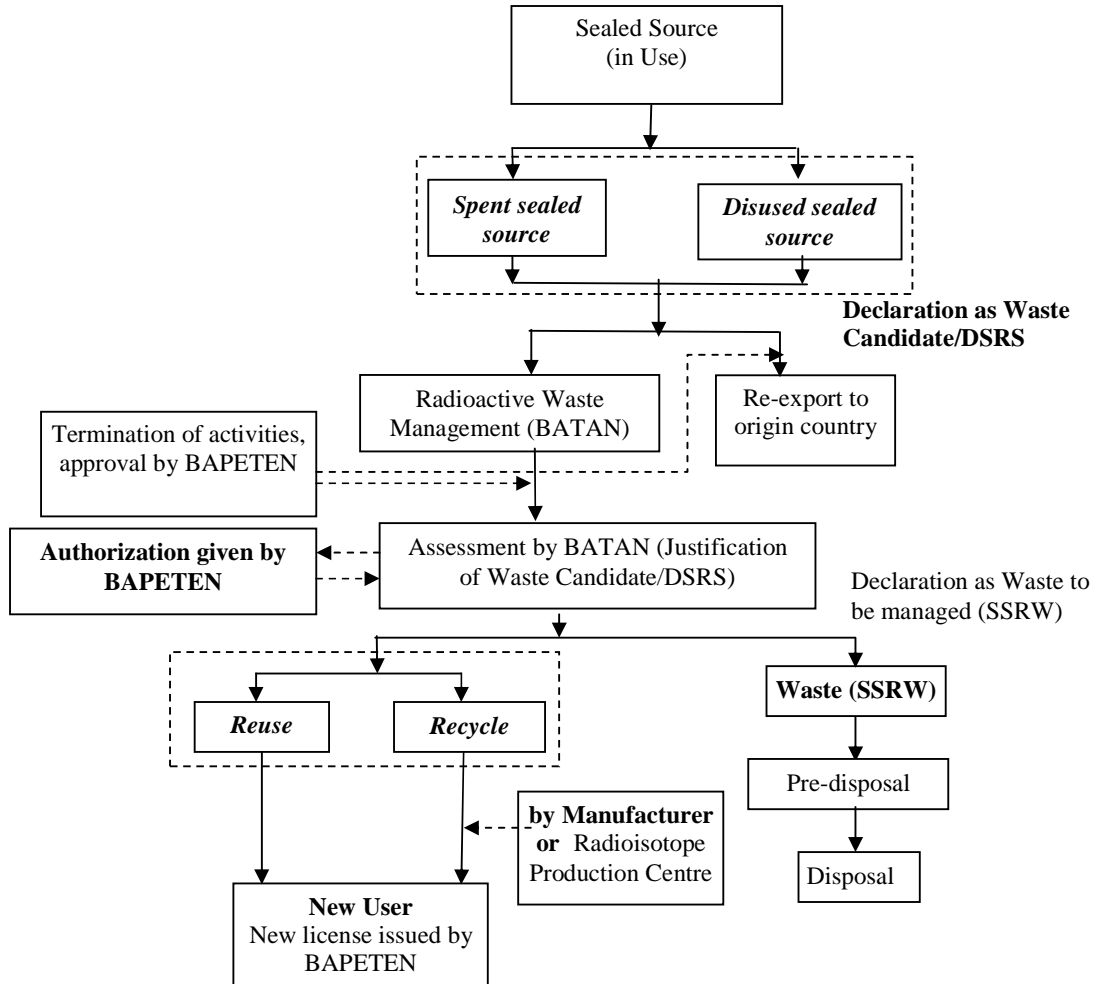 Sealed Source
(in Use)
Spent sealed
source
Disused sealed
source
Declaration as Waste
Candidate/DSRS
Radioactive Waste
Management (BATAN)
Re-export to
origin country
Termination of activities,
approval by BAPETEN
Authorization given by
BAPETEN
Assessment by BATAN (Justification
of Waste Candidate/DSRS)
Declaration as Waste to
be managed (SSRW)
Reuse
Recycle
Waste (SSRW)
Pre-disposal
by Manufacturer
or Radioisotope
Production Centre
Disposal
New User
New license issued by
BAPETEN